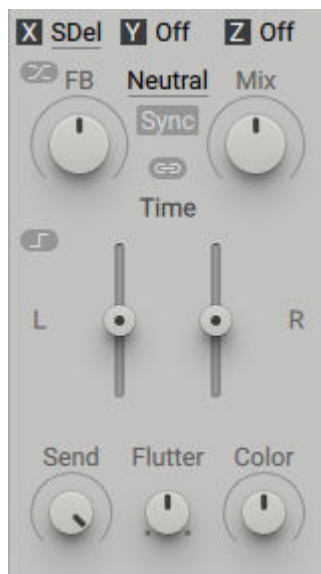 X SDel Y Off Z Off
FB Neutral Mix
Sync
Time
L R
Send Flutter Color